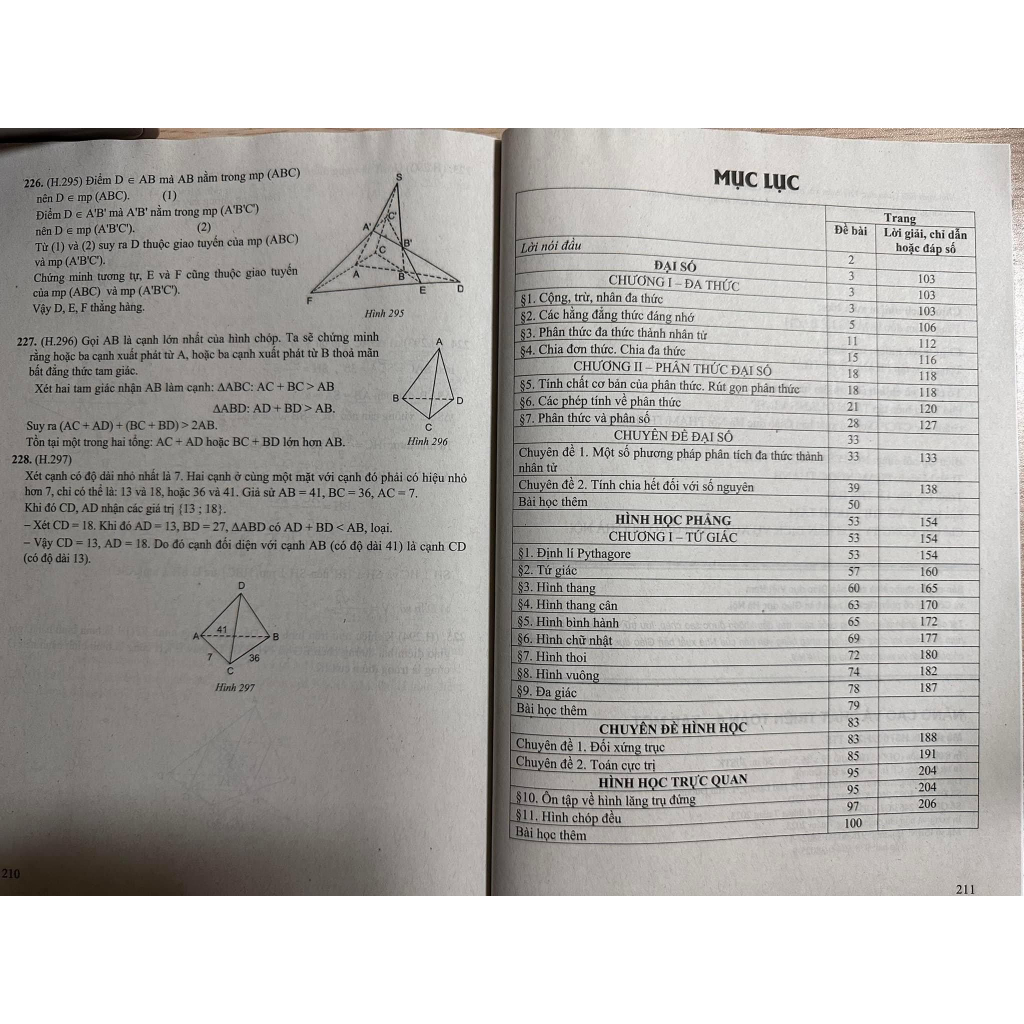 226. (H.295) Điểm D ∈ AB mà AB nằm trong mp (ABC)
nên D ∈ mp (ABC). (1)
Điểm D ∈ A'B' mà A'B' nằm trong mp (A'B'C')
nên D ∈ mp (A'B'C'). (2)
Từ (1) và (2) suy ra D thuộc giao tuyến của mp (ABC)
và mp (A'B'C').
Chứng minh tương tự, E và F cũng thuộc giao tuyến
của mp (ABC) và mp (A'B'C').
Vậy D, E, F thẳng hàng.
S
C'
A'
B'
C
A
B
E
D
F
Hình 295
227. (H.296) Gọi AB là cạnh lớn nhất của hình chóp. Ta sẽ chứng minh
rằng hoặc ba cạnh xuất phát từ A, hoặc ba cạnh xuất phát từ B thoả mãn
bất đẳng thức tam giác.
Xét hai tam giác nhận AB làm cạnh: ΔABC: AC + BC > AB
ΔABD: AD + BD > AB.
Suy ra (AC + AD) + (BC + BD) > 2AB.
Tồn tại một trong hai tổng: AC + AD hoặc BC + BD lớn hơn AB.
A
B
D
C
Hình 296
228. (H.297)
Xét cạnh có độ dài nhỏ nhất là 7. Hai cạnh ở cùng một mặt với cạnh đó phải có hiệu nhỏ
hơn 7, chỉ có thể là: 13 và 18, hoặc 36 và 41. Giả sử AB = 41, BC = 36, AC = 7.
Khi đó CD, AD nhận các giá trị {13 ; 18}.
– Xét CD = 18. Khi đó AD = 13, BD = 27, ΔABD có AD + BD < AB, loại.
– Vậy CD = 13, AD = 18. Do đó cạnh đối diện với cạnh AB (có độ dài 41) là cạnh CD
(có độ dài 13).
D
41
A
B
7
36
C
Hình 297
210
MỤC LỤC
Trang
Đề bài
Lời giải, chỉ dẫn
hoặc đáp số
Lời nói đầu 2
ĐẠI SỐ 3 103
CHƯƠNG I – ĐA THỨC 3 103
§1. Cộng, trừ, nhân đa thức 3 103
§2. Các hằng đẳng thức đáng nhớ 5 106
§3. Phân thức đa thức thành nhân tử 11 112
§4. Chia đơn thức. Chia đa thức 15 116
CHƯƠNG II – PHÂN THỨC ĐẠI SỐ 18 118
§5. Tính chất cơ bản của phân thức. Rút gọn phân thức 18 118
§6. Các phép tính về phân thức 21 120
§7. Phân thức và phân số 28 127
CHUYÊN ĐỀ ĐẠI SỐ 33
Chuyên đề 1. Một số phương pháp phân tích đa thức thành 33 133
nhân tử
Chuyên đề 2. Tính chia hết đối với số nguyên 39 138
Bài học thêm 50
HÌNH HỌC PHẲNG 53 154
CHƯƠNG I – TỨ GIÁC 53 154
§1. Định lí Pythagore 53 154
§2. Tứ giác 57 160
§3. Hình thang 60 165
§4. Hình thang cân 63 170
§5. Hình bình hành 65 172
§6. Hình chữ nhật 69 177
§7. Hình thoi 72 180
§8. Hình vuông 74 182
§9. Đa giác 78 187
Bài học thêm 79
CHUYÊN ĐỀ HÌNH HỌC 83
Chuyên đề 1. Đối xứng trục 83 188
Chuyên đề 2. Toán cực trị 85 191
HÌNH HỌC TRỰC QUAN 95 204
§10. Ôn tập về hình lăng trụ đứng 95 204
§11. Hình chóp đều 97 206
Bài học thêm 100
211